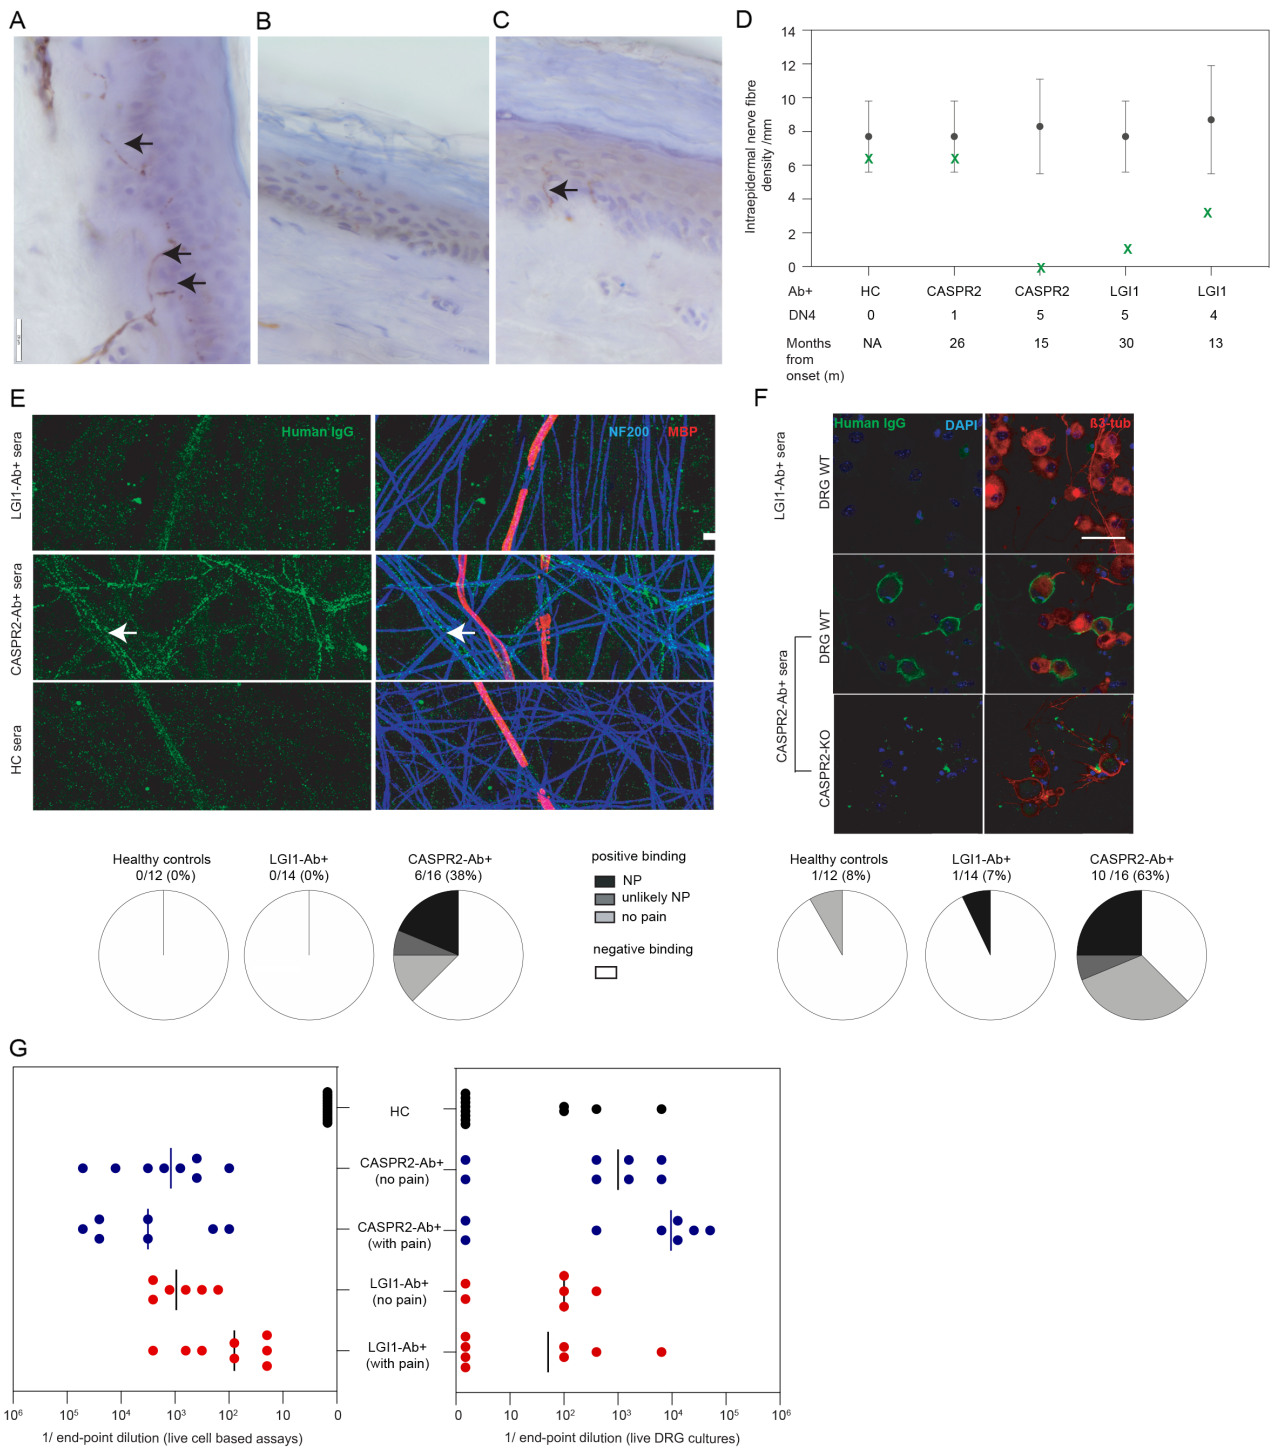 A
B
C
D
Intraepidermal nerve fibre
density /mm
14
12
10
8
6
4
2
0
X X X X X
Ab+ HC CASPR2 CASPR2 LGI1 LGI1
DN4 0 1 5 5 4
Months
from
onset (m)
NA 26 15 30 13
E
LGI1-Ab+ sera
Human IgG
NF200 MBP
CASPR2-Ab+ sera
HC sera
F
LGI1-Ab+ sera
DRG WT
Human IgG
DAPI
ß3-tub
CASPR2-Ab+ sera
DRG WT
CASPR2-KO
Healthy controls
0/12 (0%)
LGI1-Ab+
0/14 (0%)
CASPR2-Ab+
6/16 (38%)
positive binding
NP
unlikely NP
no pain
negative binding
Healthy controls
1/12 (8%)
LGI1-Ab+
1/14 (7%)
CASPR2-Ab+
10 /16 (63%)
G
HC
CASPR2-Ab+
(no pain)
CASPR2-Ab+
(with pain)
LGI1-Ab+
(no pain)
LGI1-Ab+
(with pain)
10⁶ 10⁵ 10⁴ 10³ 10² 10 0
1/ end-point dilution (live cell based assays)
0 10 10² 10³ 10⁴ 10⁵ 10⁶
1/ end-point dilution (live DRG cultures)